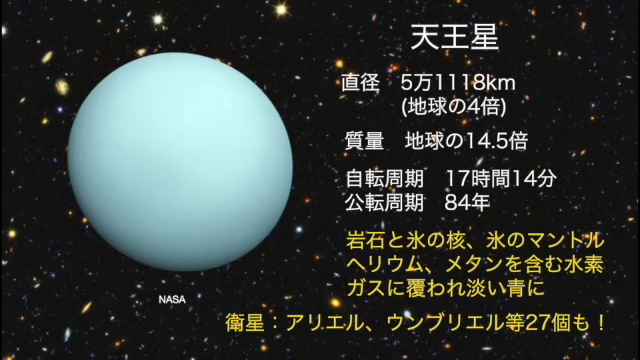 天王星
直径　5万1118km
(地球の4倍)
質量　地球の14.5倍
自転周期　17時間14分
公転周期　84年
岩石と氷の核、氷のマントル
ヘリウム、メタンを含む水素
ガスに覆われ淡い青に
NASA
衛星：アリエル、ウンブリエル等27個も！